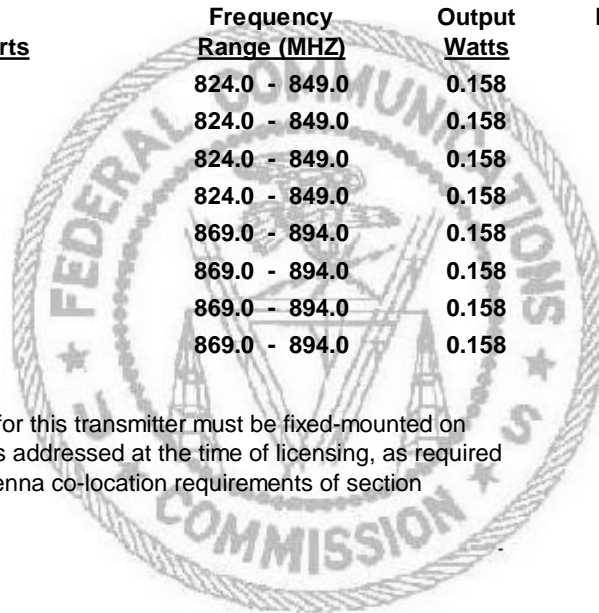 Frequency Output
rts Range (MHZ) Watts
824.0 - 849.0 0.158
824.0 - 849.0 0.158
824.0 - 849.0 0.158
824.0 - 849.0 0.158
869.0 - 894.0 0.158
869.0 - 894.0 0.158
869.0 - 894.0 0.158
869.0 - 894.0 0.158
for this transmitter must be fixed-mounted on
s addressed at the time of licensing, as required
enna co-location requirements of section
-
FEDERAL COMMUNICATIONS
COMMISSION
U S